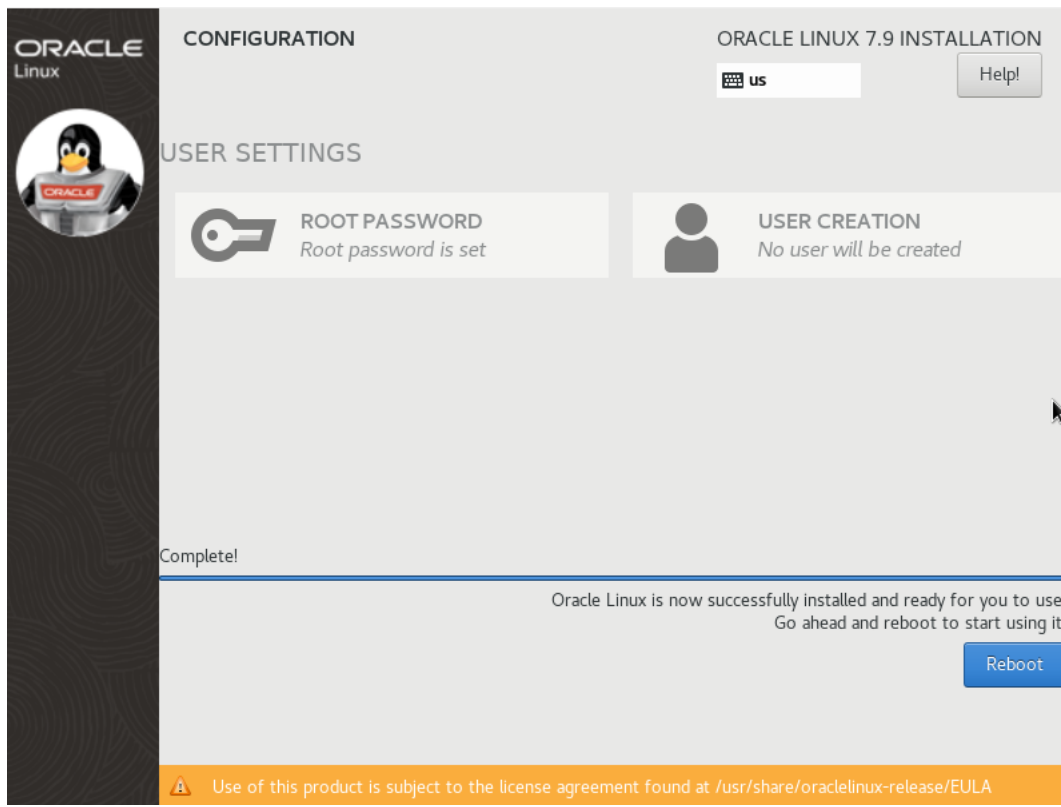 ORACLE
Linux
CONFIGURATION
ORACLE LINUX 7.9 INSTALLATION
us
Help!
ORACLE
USER SETTINGS
ROOT PASSWORD
Root password is set
USER CREATION
No user will be created
Complete!
Oracle Linux is now successfully installed and ready for you to use
Go ahead and reboot to start using it
Reboot
Use of this product is subject to the license agreement found at /usr/share/oraclelinux-release/EULA